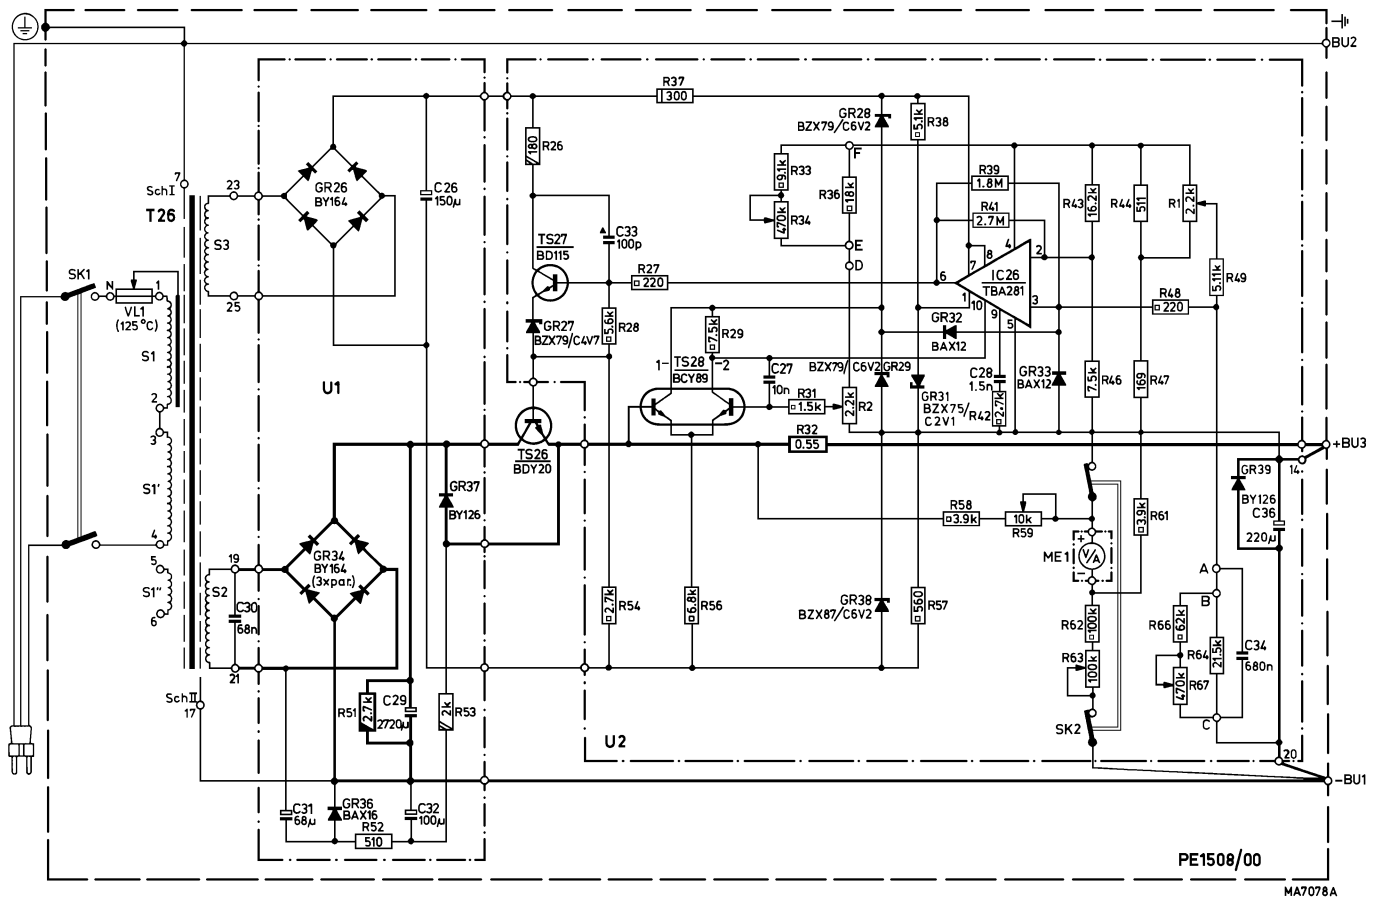 BU2
R37
300
GR28
BZX79/C6V2
5.1k
R38
R26
180
F
R33
9.1k
R39
1.8M
7
SchI
23
GR26
BY164
C26
150µ
R36
18k
R34
470k
R41
2.7M
R43
16.2k
R44
511
R1
2.2k
T26
S3
TS27
BD115
C33
100p
E
D
4
2
8
7
IC26
TBA281
6
R27
220
R49
5.11k
SK1
N
1
VL1
(125°C)
25
1
10
9
5
3
R48
220
GR27
BZX79/C4V7
5.6k
R28
7.5k
R29
GR32
BAX12
S1
1-
TS28
-2
BCY89
C27
10n
BZX79/C6V2
GR29
C28
1.5n
GR33
BAX12
7.5k
R46
169
R47
U1
2
R31
1.5k
2.2k
R2
GR31
BZX75/
C2V1
R42
2.7k
3
TS26
BDY20
R32
0.55
+BU3
14
S1'
GR37
BY126
GR39
BY126
C36
220µ
R58
3.9k
10k
R59
3.9k
R61
4
5
S1"
6
19
S2
C30
68n
21
GR34
BY164
(3xpar.)
ME1
+
V/A
−
A
B
2.7k
R54
6.8k
R56
GR38
BZX87/C6V2
560
R57
R62
100k
R66
62k
R63
100k
R64
21.5k
C34
680n
R67
470k
C
SchII
17
R51
2.7k
C29
2720µ
2k
R53
U2
SK2
20
-BU1
C31
68µ
GR36
BAX16
C32
100µ
R52
510
PE1508/00
MA7078A